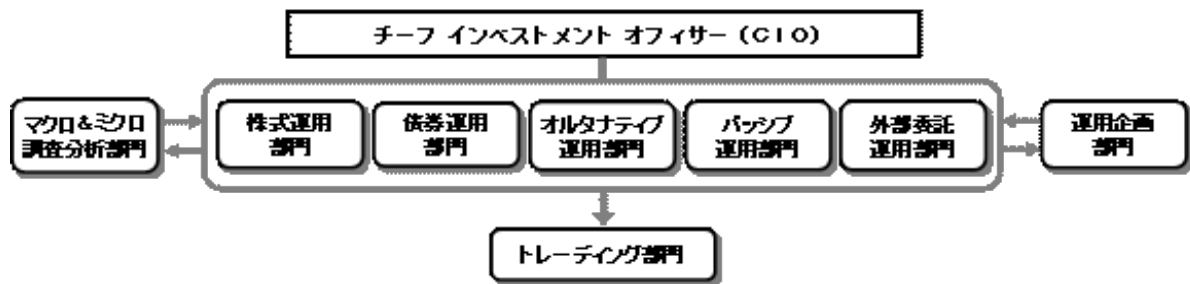 チーフ インベストメント オフィサー（CIO）
マクロ＆ミクロ
調査分析部門
株式運用
部門
債券運用
部門
オルタナティブ
運用部門
パッシブ
運用部門
外部委託
運用部門
運用企画
部門
トレーディング部門